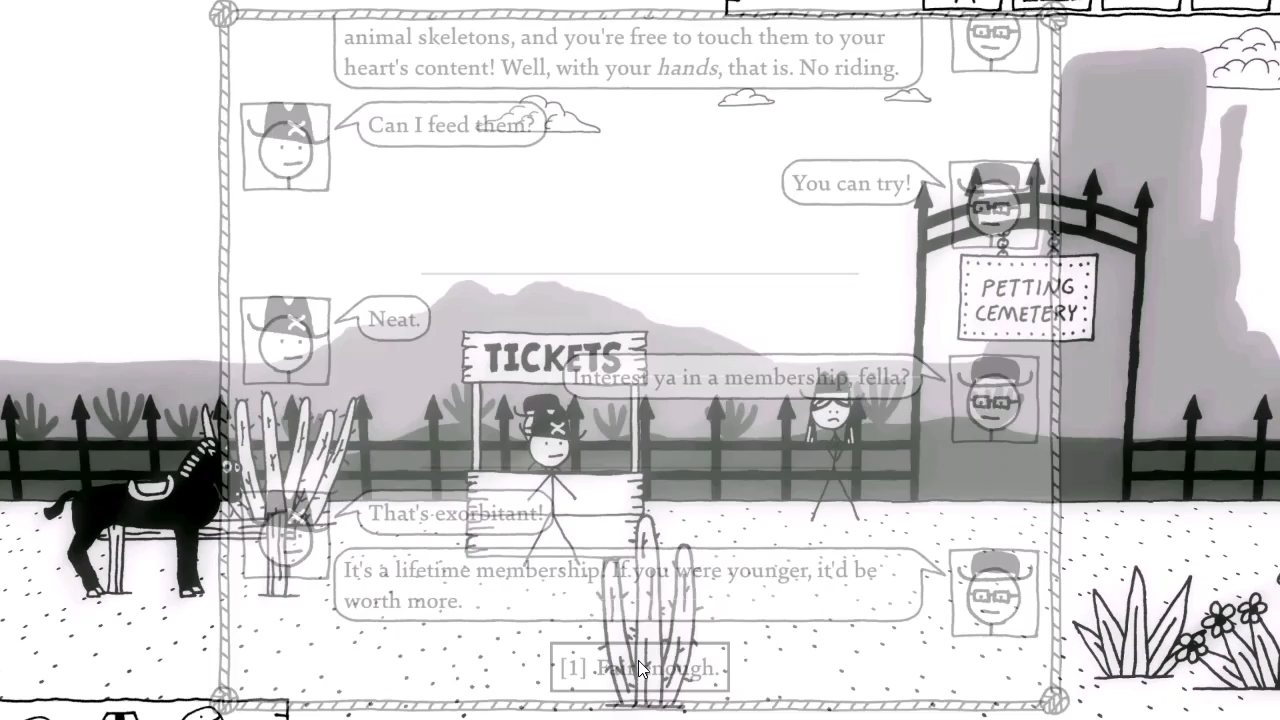 animal skeletons, and you're free to touch them to your
heart's content! Well, with your hands, that is. No riding.
Can I feed them?
You can try!
PETTING
CEMETERY
Neat.
TICKETS
Interest ya in a membership, fella?
That's exorbitant!
It's a lifetime membership. If you were younger, it'd be
worth more.
[1] Fair enough.